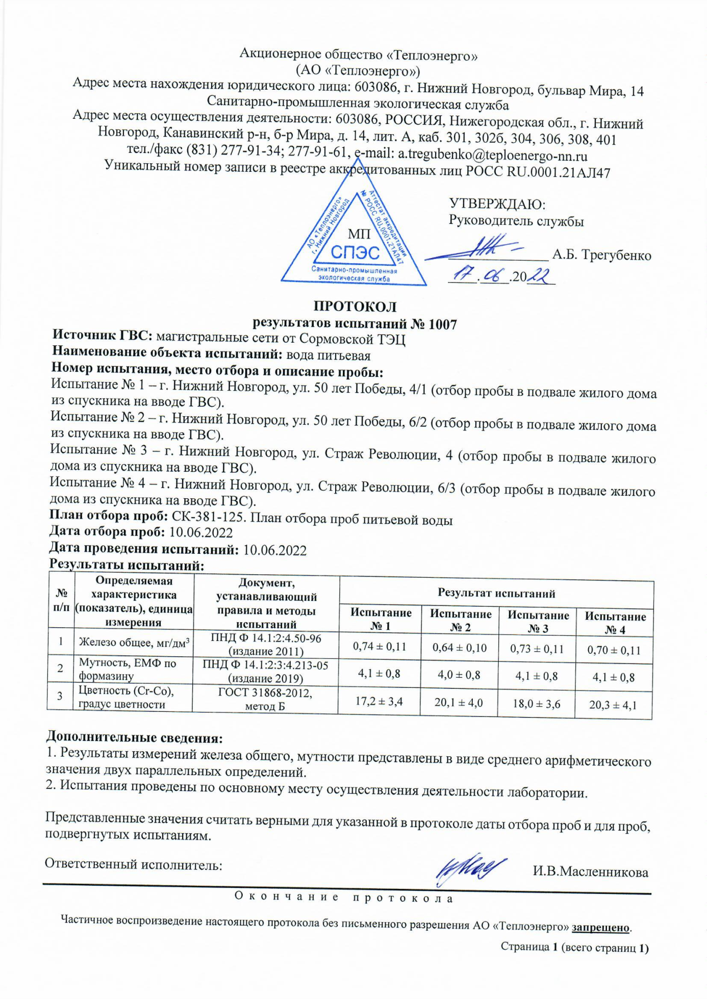 Акционерное общество «Теплоэнерго»
(АО «Теплоэнерго»)
Адрес места нахождения юридического лица: 603086, г. Нижний Новгород, бульвар Мира, 14
Санитарно-промышленная экологическая служба
Адрес места осуществления деятельности: 603086, РОССИЯ, Нижегородская обл., г. Нижний
Новгород, Канавинский р-н, б-р Мира, д. 14, лит. А, каб. 301, 302б, 304, 306, 308, 401
тел./факс (831) 277-91-34; 277-91-61, e-mail: a.tregubenko@teploenergo-nn.ru
Уникальный номер записи в реестре аккредитованных лиц РОСС RU.0001.21АЛ47
АО «Теплоэнерго»
г. Нижний Новгород
Аттестат аккредитации
№ РОСС RU.0001.21АЛ47
МП
СПЭС
Санитарно-промышленная
экологическая служба
УТВЕРЖДАЮ:
Руководитель службы
А.Б. Трегубенко
17.06.2022
ПРОТОКОЛ
результатов испытаний № 1007
Источник ГВС: магистральные сети от Сормовской ТЭЦ
Наименование объекта испытаний: вода питьевая
Номер испытания, место отбора и описание пробы:
Испытание № 1 – г. Нижний Новгород, ул. 50 лет Победы, 4/1 (отбор пробы в подвале жилого дома
из спускника на вводе ГВС).
Испытание № 2 – г. Нижний Новгород, ул. 50 лет Победы, 6/2 (отбор пробы в подвале жилого дома
из спускника на вводе ГВС).
Испытание № 3 – г. Нижний Новгород, ул. Страж Революции, 4 (отбор пробы в подвале жилого
дома из спускника на вводе ГВС).
Испытание № 4 – г. Нижний Новгород, ул. Страж Революции, 6/3 (отбор пробы в подвале жилого
дома из спускника на вводе ГВС).
План отбора проб: СК-381-125. План отбора проб питьевой воды
Дата отбора проб: 10.06.2022
Дата проведения испытаний: 10.06.2022
Результаты испытаний:
№
п/п
Определяемая
характеристика
(показатель), единица
измерения
Документ,
устанавливающий
правила и методы
испытаний
Результат испытаний
Испытание
№ 1
Испытание
№ 2
Испытание
№ 3
Испытание
№ 4
1
Железо общее, мг/дм³
ПНД Ф 14.1:2:4.50-96
(издание 2011)
0,74 ± 0,11
0,64 ± 0,10
0,73 ± 0,11
0,70 ± 0,11
2
Мутность, ЕМФ по
формазину
ПНД Ф 14.1:2:3:4.213-05
(издание 2019)
4,1 ± 0,8
4,0 ± 0,8
4,1 ± 0,8
4,1 ± 0,8
3
Цветность (Cr-Co),
градус цветности
ГОСТ 31868-2012,
метод Б
17,2 ± 3,4
20,1 ± 4,0
18,0 ± 3,6
20,3 ± 4,1
Дополнительные сведения:
1. Результаты измерений железа общего, мутности представлены в виде среднего арифметического
значения двух параллельных определений.
2. Испытания проведены по основному месту осуществления деятельности лаборатории.
Представленные значения считать верными для указанной в протоколе даты отбора проб и для проб,
подвергнутых испытаниям.
Ответственный исполнитель:
И.В.Масленникова
Окончание протокола
Частичное воспроизведение настоящего протокола без письменного разрешения АО «Теплоэнерго» запрещено.
Страница 1 (всего страниц 1)